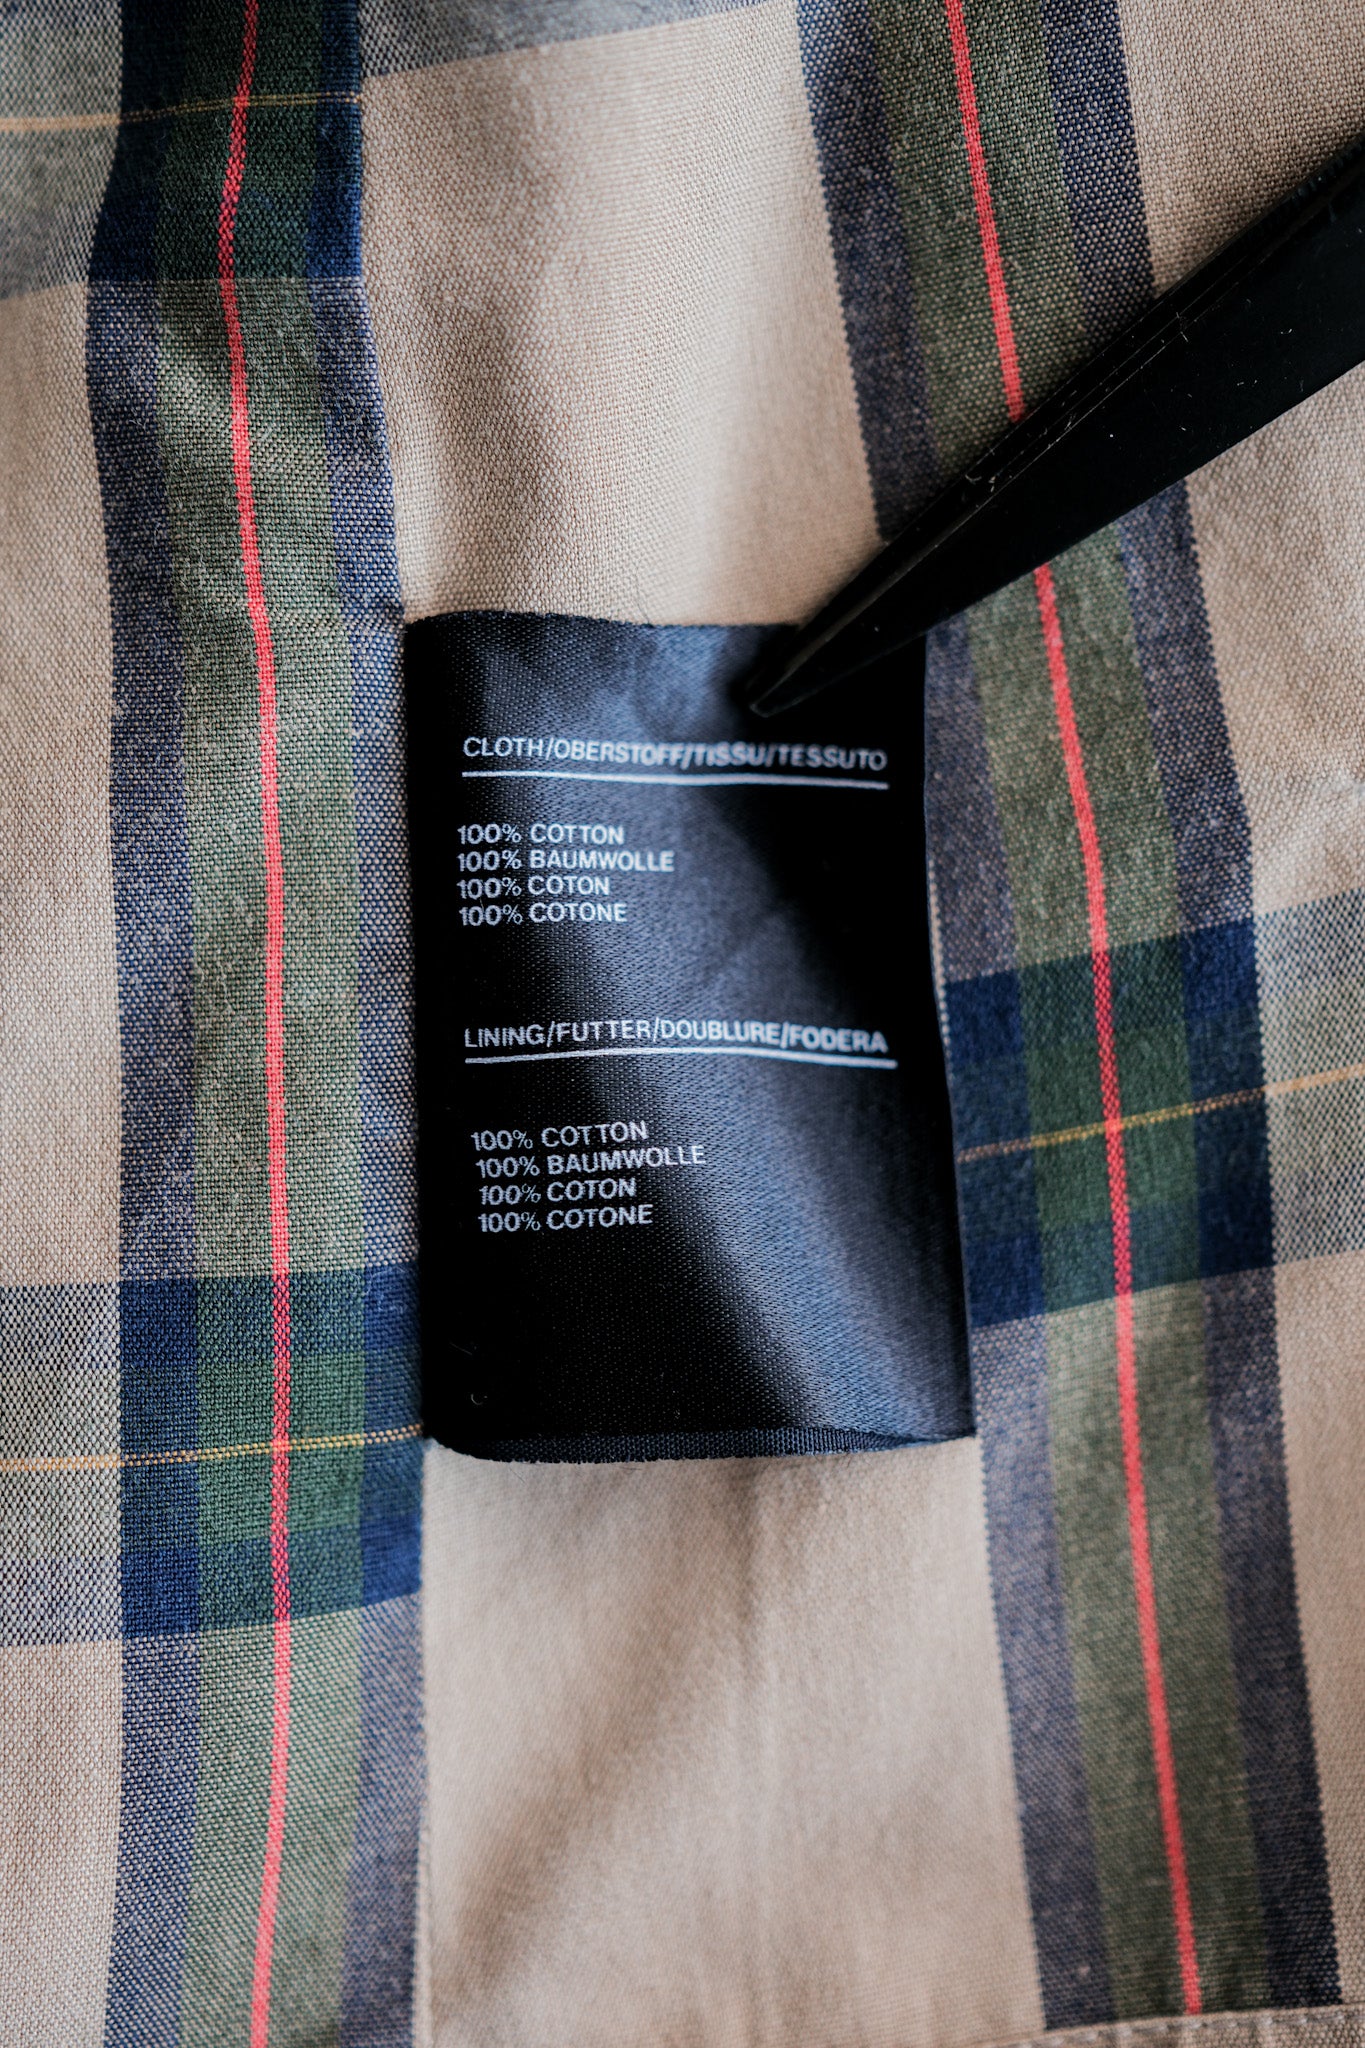 CLOTH/OBERSTOFF/TISSU/TESSUTO
100% COTTON
100% BAUMWOLLE
100% COTON
100% COTONE
LINING/FUTTER/DOUBLURE/FODERA
100% COTTON
100% BAUMWOLLE
100% COTON
100% COTONE